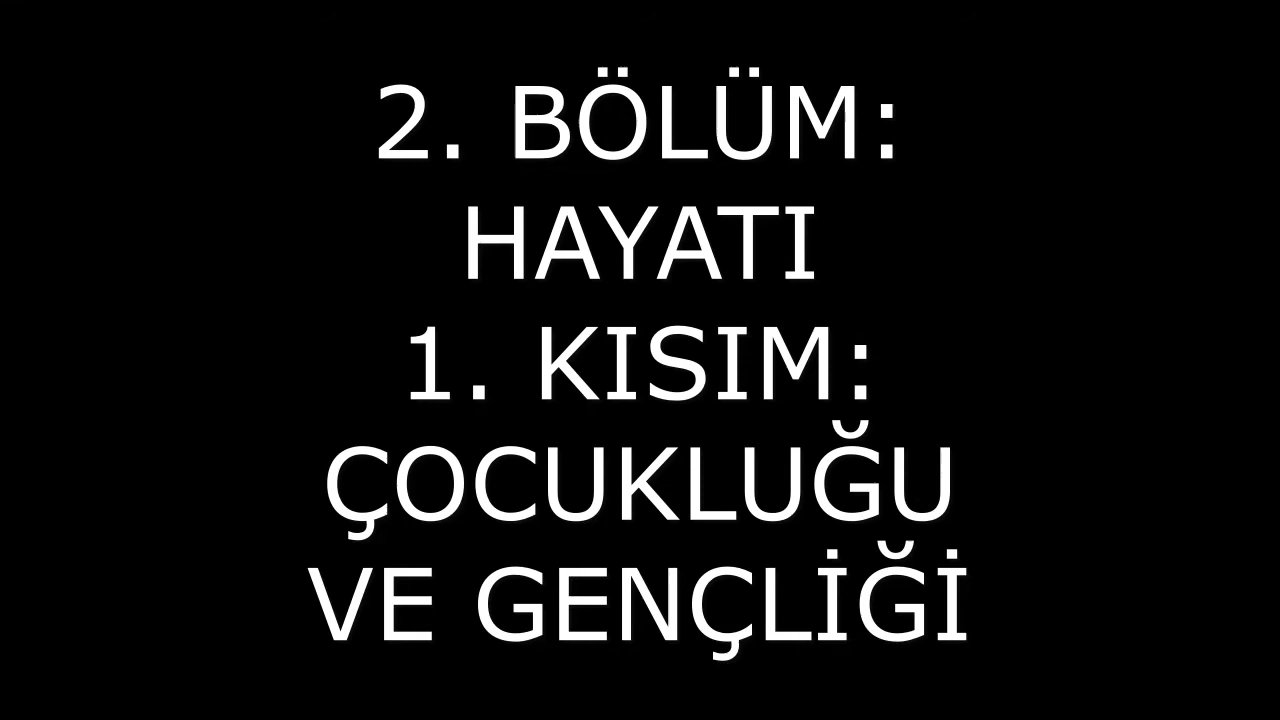 2. BÖLÜM:
HAYATI
1. KISIM:
ÇOCUKLUĞU
VE GENÇLİĞİ